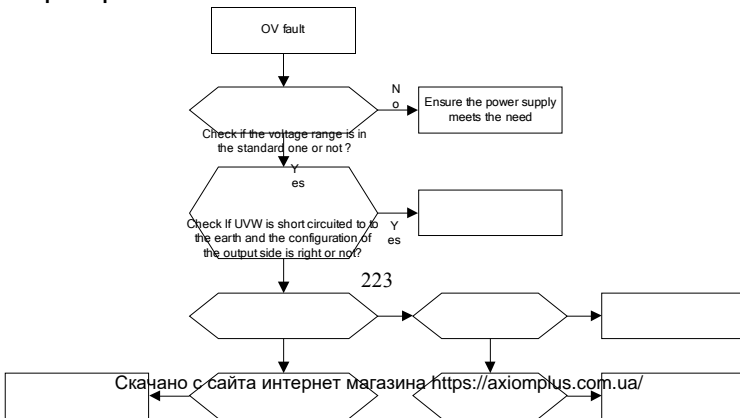 OV fault
N
o
Ensure the power supply
meets the need
Check if the voltage range is in
the standard one or not ?
Y
es
Check If UVW is short circuited to to
the earth and the configuration of
the output side is right or not?
Y
es
223
Скачано с сайта интернет магазина https://axiomplus.com.ua/